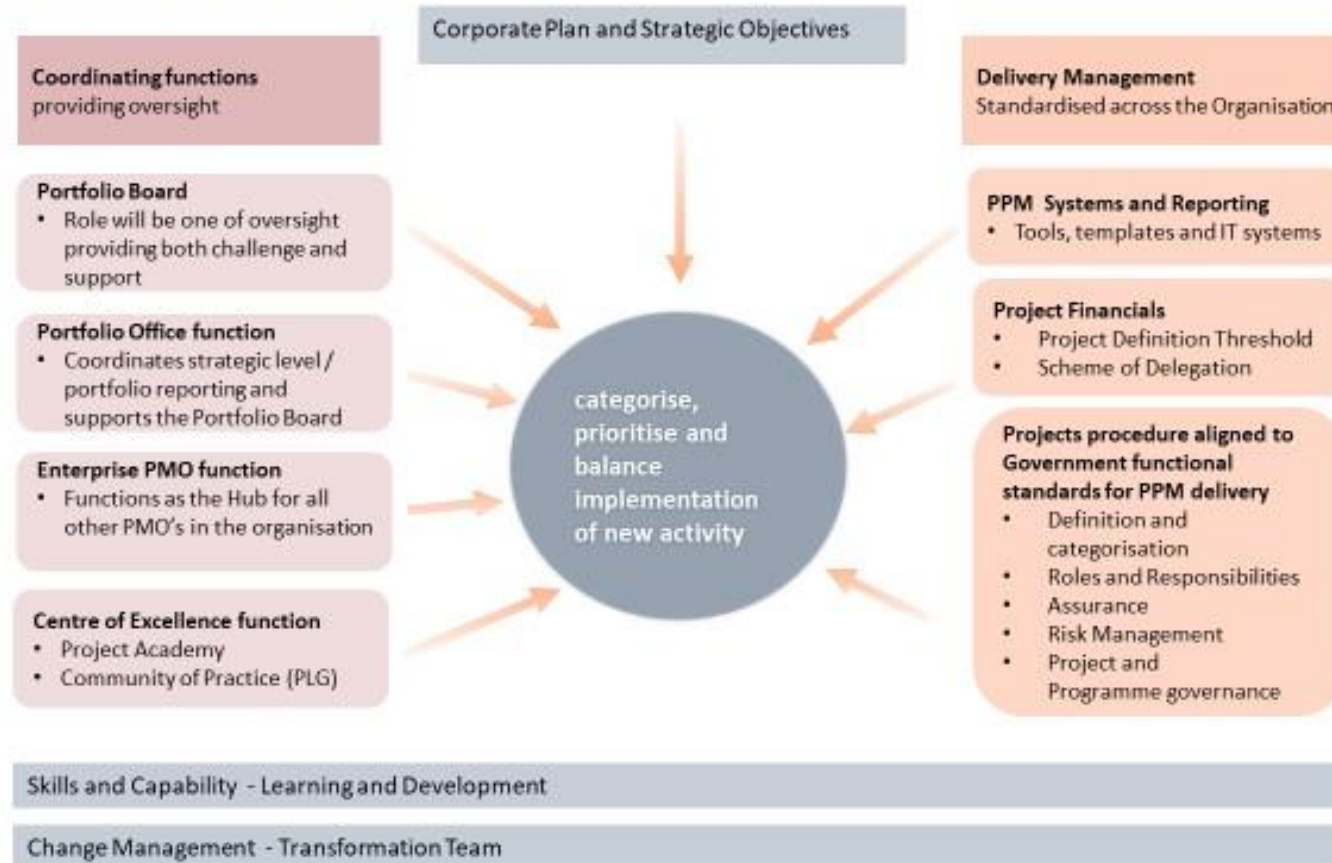 Corporate Plan and Strategic Objectives
Coordinating functions
providing oversight
Portfolio Board
• Role will be one of oversight
providing both challenge and
support
Portfolio Office function
• Coordinates strategic level /
portfolio reporting and
supports the Portfolio Board
Enterprise PMO function
• Functions as the Hub for all
other PMO's in the organisation
Centre of Excellence function
• Project Academy
• Community of Practice (PLG)
categorise,
prioritise and
balance
implementation
of new activity
Delivery Management
Standardised across the Organisation
PPM Systems and Reporting
• Tools, templates and IT systems
Project Financials
• Project Definition Threshold
• Scheme of Delegation
Projects procedure aligned to
Government functional
standards for PPM delivery
• Definition and
categorisation
• Roles and Responsibilities
• Assurance
• Risk Management
• Project and
Programme governance
Skills and Capability - Learning and Development
Change Management - Transformation Team